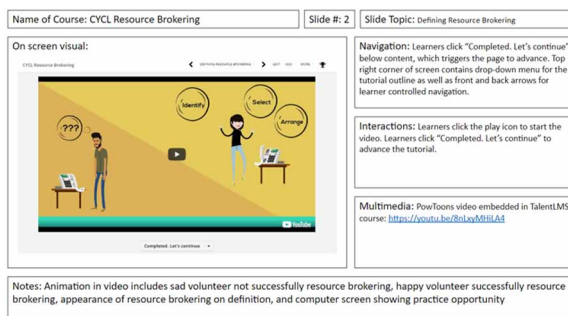 Name of Course: CYCL Resource Brokering
Slide #: 2
Slide Topic: Defining Resource Brokering
On screen visual:
CYCL Resource Brokering
Identify
Select
Arrange
???
YouTube
Completed. Let's continue
Navigation: Learners click "Completed. Let's continue"
below content, which triggers the page to advance. Top
right corner of screen contains drop-down menu for the
tutorial outline as well as front and back arrows for
learner controlled navigation.
Interactions: Learners click the play icon to start the
video. Learners click "Completed. Let's continue" to
advance the tutorial.
Multimedia: PowToons video embedded in TalentLMS
course: https://youtu.be/8nLxyMHiLA4
Notes: Animation in video includes sad volunteer not successfully resource brokering, happy volunteer successfully resource
brokering, appearance of resource brokering on definition, and computer screen showing practice opportunity